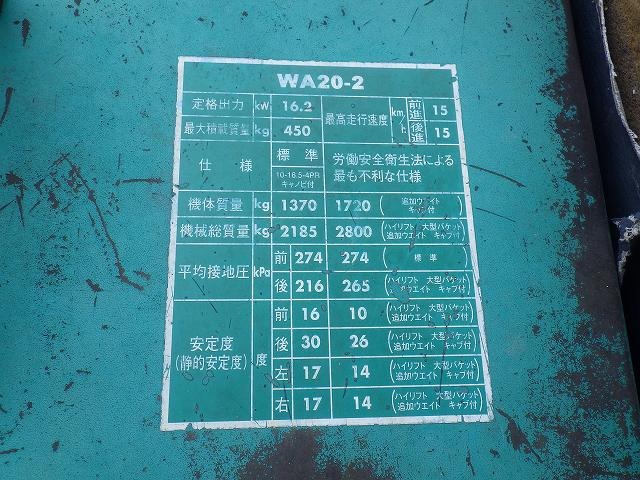 WA20-2
定格出力 kW 16.2 最高走行速度 km/h 前進 15
最大積載質量 kg 450 後進 15
仕様 標準 労働安全衛生法による
10-16.5-4PR 最も不利な仕様
キャノピ付
機体質量 kg 1370 1720 (追加ウエイト
キャブ付)
機械総質量 kg 2185 2800 (ハイリフト 大型バケット
追加ウエイト キャブ付)
平均接地圧 kPa 前 274 274 (標準)
後 216 265 (ハイリフト 大型バケット
追加ウエイト キャブ付)
安定度
(静的安定度) 度 前 16 10 (ハイリフト 大型バケット
追加ウエイト キャブ付)
後 30 26 (ハイリフト 大型バケット
追加ウエイト キャブ付)
左 17 14 (ハイリフト 大型バケット
追加ウエイト キャブ付)
右 17 14 (ハイリフト 大型バケット
追加ウエイト キャブ付)